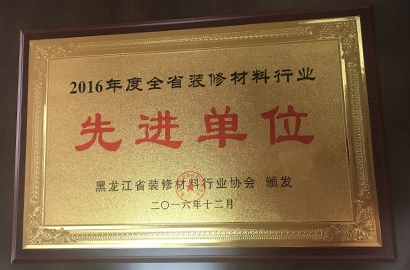 2016年度全省装修材料行业
先进单位
黑龙江省装修材料行业协会 颁发
二〇一六年十二月